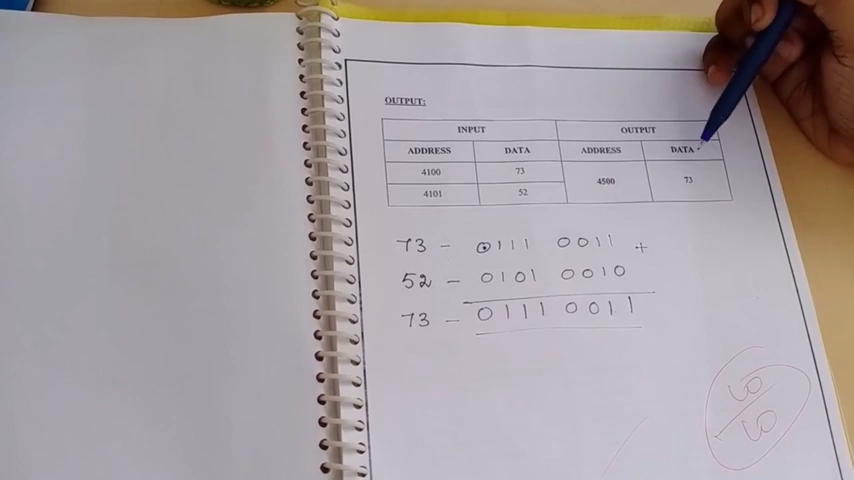 OUTPUT:
INPUT OUTPUT
ADDRESS DATA ADDRESS DATA
4100 73 4500 73
4101 52
73 - 0111 0011 +
52 - 0101 0010
73 - 0111 0011